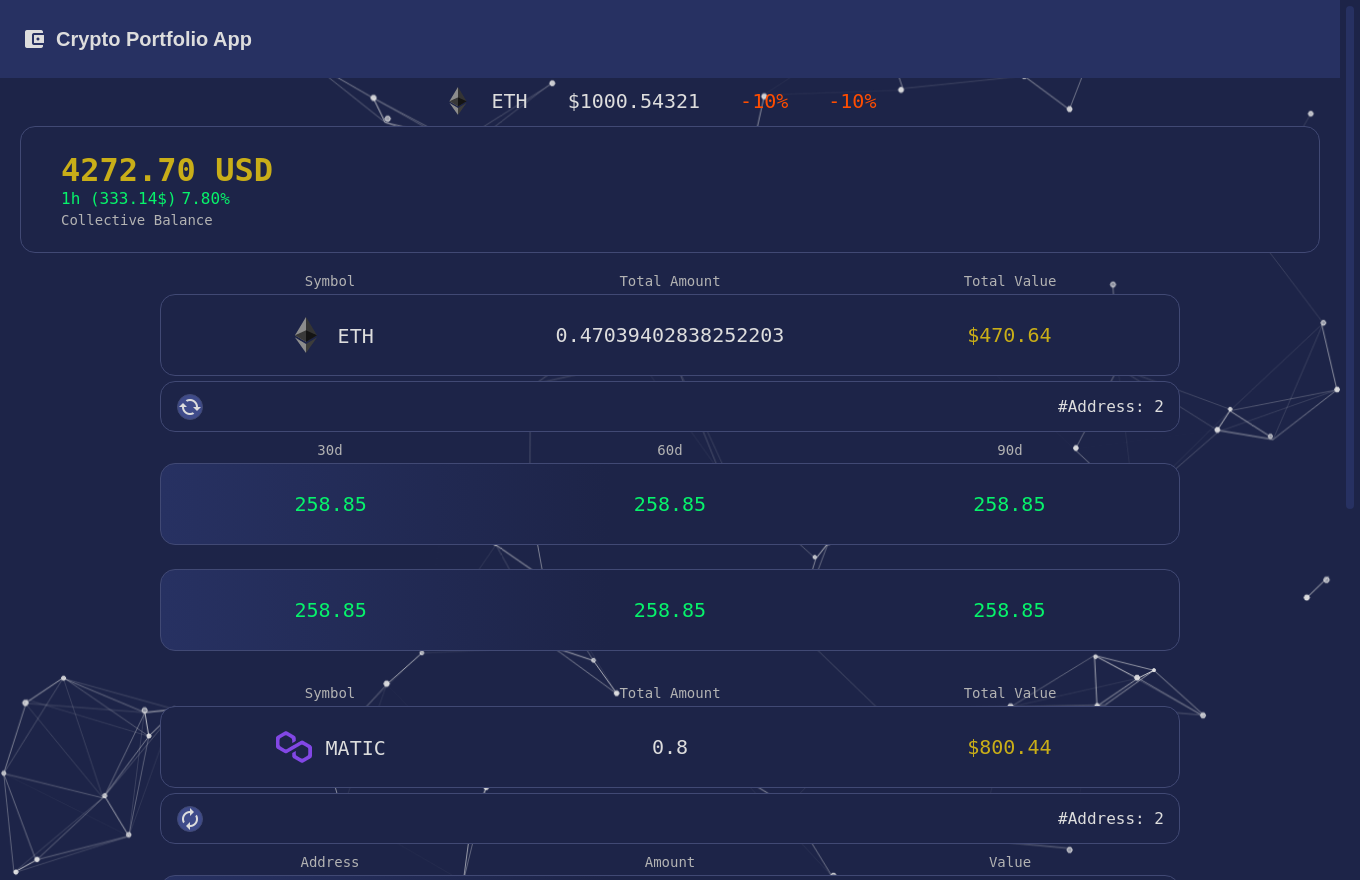 Crypto Portfolio App
ETH $1000.54321 -10% -10%
4272.70 USD
1h (333.14$) 7.80%
Collective Balance
Symbol Total Amount Total Value
ETH 0.47039402838252203 $470.64
#Address: 2
30d 60d 90d
258.85 258.85 258.85
258.85 258.85 258.85
Symbol Total Amount Total Value
MATIC 0.8 $800.44
#Address: 2
Address Amount Value